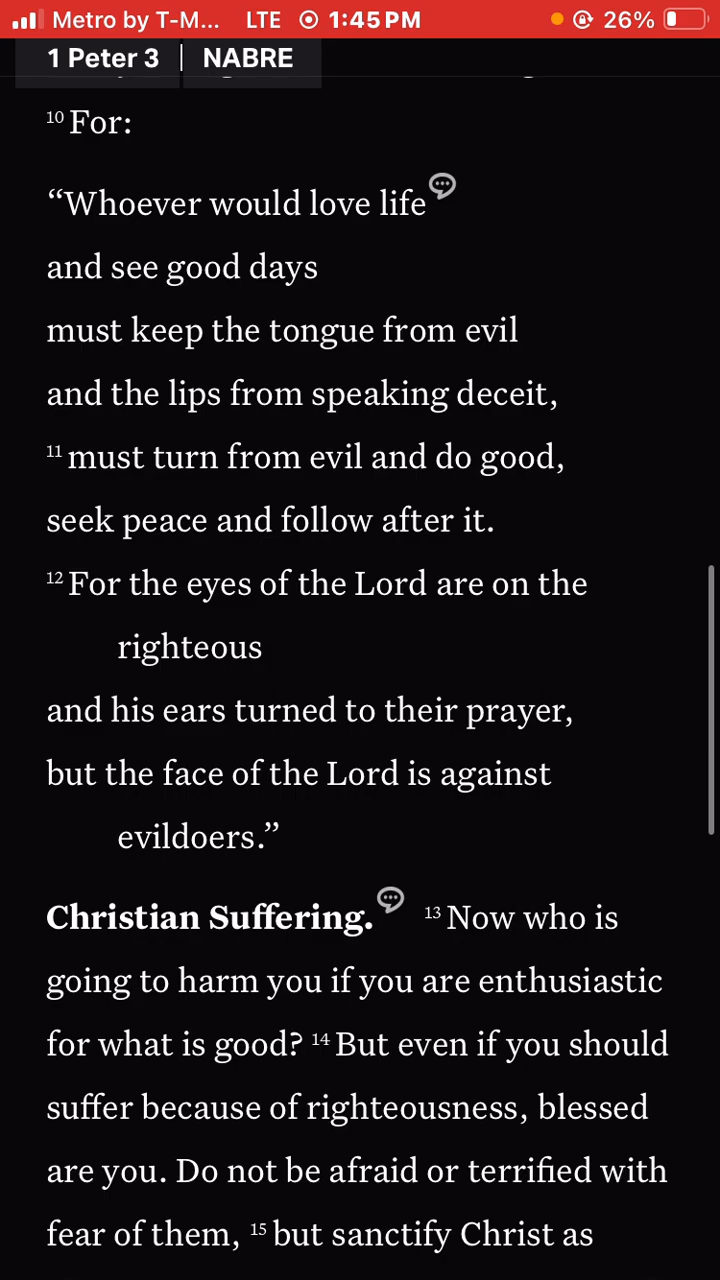 Metro by T-M... LTE 1:45 PM 26%
1 Peter 3 | NABRE
10 For:
“Whoever would love life
and see good days
must keep the tongue from evil
and the lips from speaking deceit,
11 must turn from evil and do good,
seek peace and follow after it.
12 For the eyes of the Lord are on the
righteous
and his ears turned to their prayer,
but the face of the Lord is against
evildoers.”
Christian Suffering. 13 Now who is
going to harm you if you are enthusiastic
for what is good? 14 But even if you should
suffer because of righteousness, blessed
are you. Do not be afraid or terrified with
fear of them, 15 but sanctify Christ as